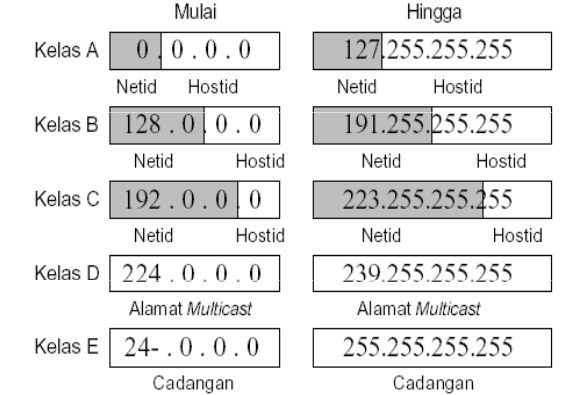 Mulai Hingga
Kelas A 0 . 0 . 0 . 0 127.255.255.255
Netid Hostid Netid Hostid
Kelas B 128 . 0 . 0 . 0 191.255.255.255
Netid Hostid Netid Hostid
Kelas C 192 . 0 . 0 . 0 223.255.255.255
Netid Hostid Netid Hostid
Kelas D 224 . 0 . 0 . 0 239.255.255.255
Alamat Multicast Alamat Multicast
Kelas E 24- . 0 . 0 . 0 255.255.255.255
Cadangan Cadangan